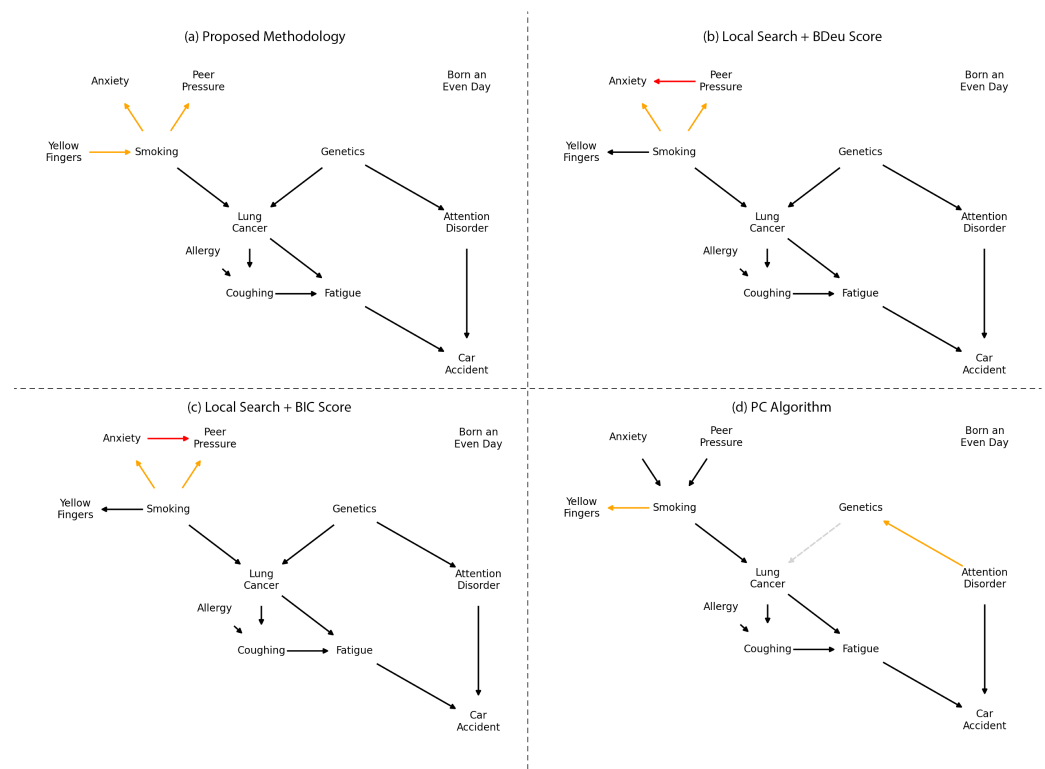 (a) Proposed Methodology
Anxiety
Peer
Pressure
Born an
Even Day
Yellow
Fingers
Smoking
Genetics
Lung
Cancer
Attention
Disorder
Allergy
Coughing
Fatigue
Car
Accident
(b) Local Search + BDeu Score
Anxiety
Peer
Pressure
Born an
Even Day
Yellow
Fingers
Smoking
Genetics
Lung
Cancer
Attention
Disorder
Allergy
Coughing
Fatigue
Car
Accident
(c) Local Search + BIC Score
Anxiety
Peer
Pressure
Born an
Even Day
Yellow
Fingers
Smoking
Genetics
Lung
Cancer
Attention
Disorder
Allergy
Coughing
Fatigue
Car
Accident
(d) PC Algorithm
Anxiety
Peer
Pressure
Born an
Even Day
Yellow
Fingers
Smoking
Genetics
Lung
Cancer
Attention
Disorder
Allergy
Coughing
Fatigue
Car
Accident